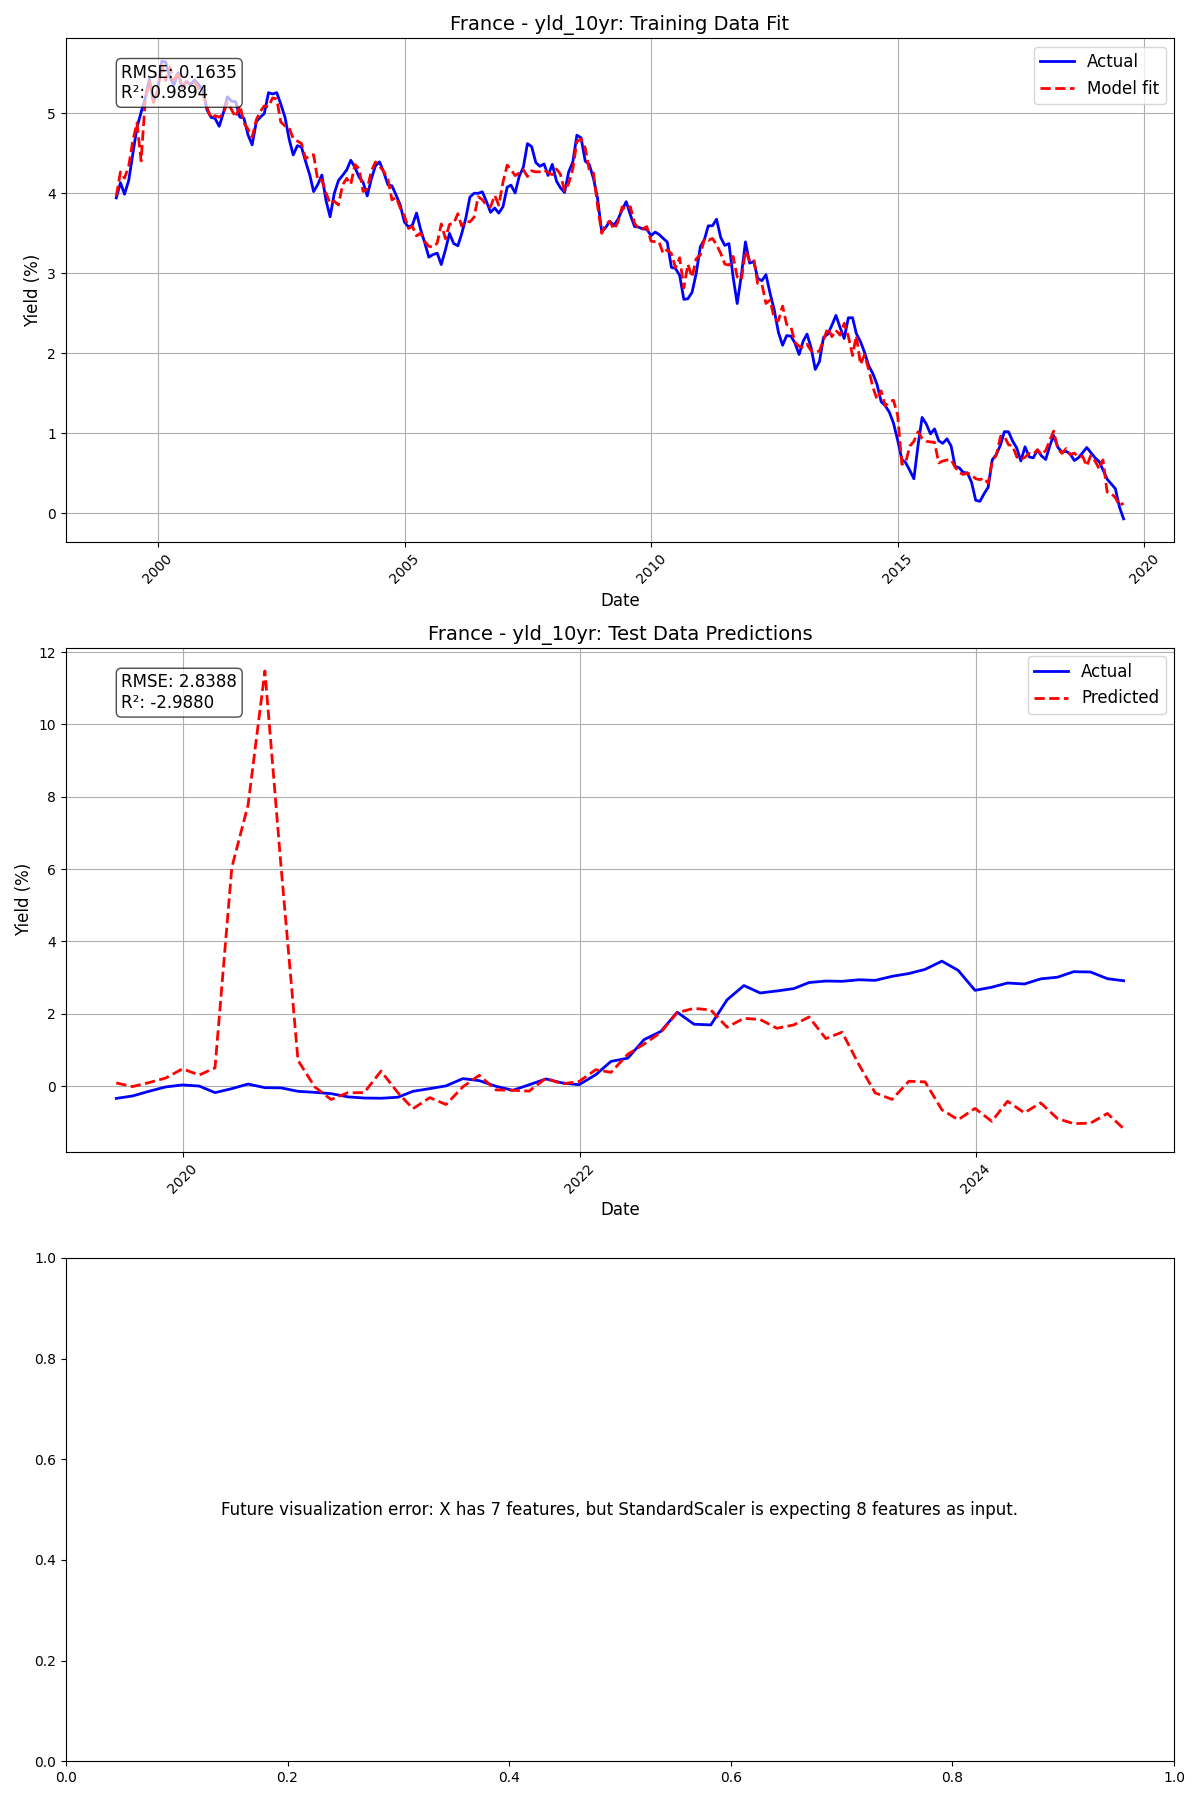 France - yld_10yr: Training Data Fit
RMSE: 0.1635
R²: 0.9894
Actual
Model fit
Yield (%)
5
4
3
2
1
0
2000
2005
2010
2015
2020
Date
France - yld_10yr: Test Data Predictions
RMSE: 2.8388
R²: -2.9880
Actual
Predicted
Yield (%)
12
10
8
6
4
2
0
2020
2022
2024
Date
1.0
0.8
0.6
0.4
0.2
0.0
Future visualization error: X has 7 features, but StandardScaler is expecting 8 features as input.
0.0
0.2
0.4
0.6
0.8
1.0